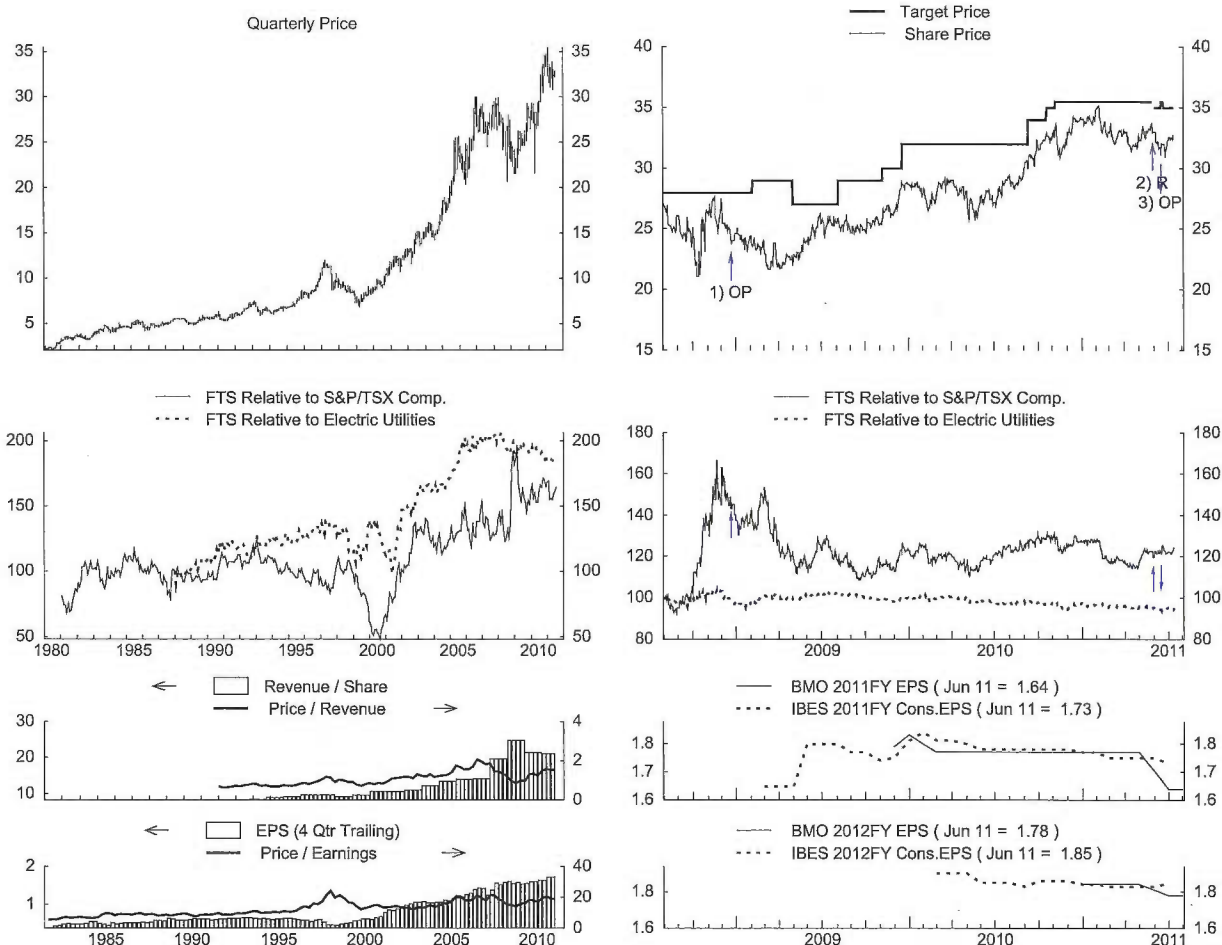 Quarterly Price
35 35
30 30
25 25
20 20
15 15
10 10
5 5
Target Price
Share Price
40 40
35 35
30 30
25 25
20 20
15 15
1) OP
2) R
3) OP
FTS Relative to S&P/TSX Comp.
FTS Relative to Electric Utilities
200 200
150 150
100 100
50 50
1980 1985 1990 1995 2000 2005 2010
FTS Relative to S&P/TSX Comp.
FTS Relative to Electric Utilities
180 180
160 160
140 140
120 120
100 100
80 80
2009 2010 2011
Revenue / Share
Price / Revenue
30 4
20 2
10 0
BMO 2011FY EPS ( Jun 11 = 1.64 )
IBES 2011FY Cons.EPS ( Jun 11 = 1.73 )
1.8 1.8
1.7 1.7
1.6 1.6
EPS (4 Qtr Trailing)
Price / Earnings
2 40
1 20
0
1985 1990 1995 2000 2005 2010
BMO 2012FY EPS ( Jun 11 = 1.78 )
IBES 2012FY Cons.EPS ( Jun 11 = 1.85 )
1.8 1.8
1.6 1.6
2009 2010 2011